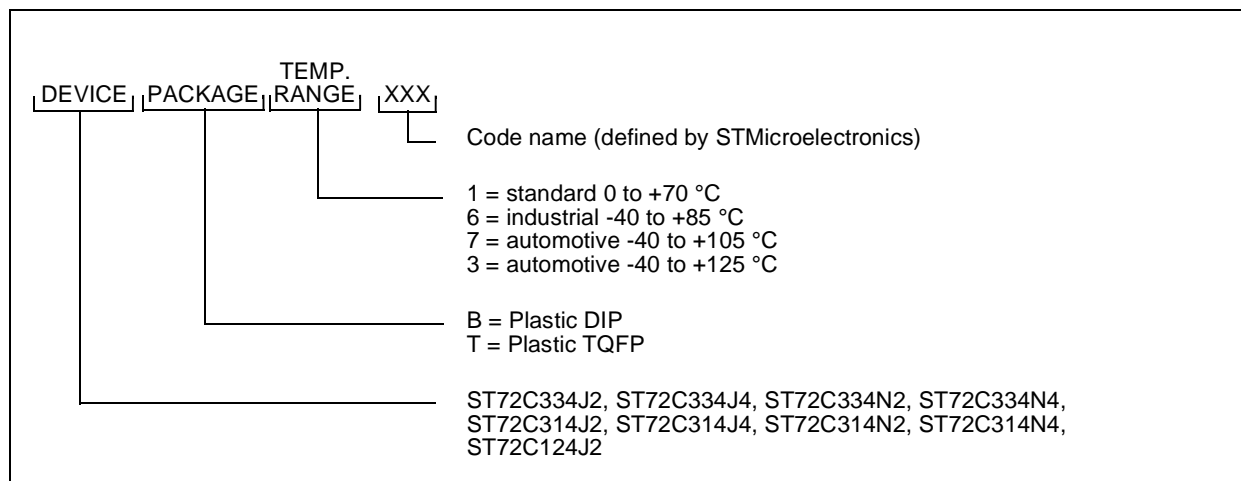 TEMP.
DEVICE PACKAGE RANGE XXX
Code name (defined by STMicroelectronics)
1 = standard 0 to +70 °C
6 = industrial -40 to +85 °C
7 = automotive -40 to +105 °C
3 = automotive -40 to +125 °C
B = Plastic DIP
T = Plastic TQFP
ST72C334J2, ST72C334J4, ST72C334N2, ST72C334N4,
ST72C314J2, ST72C314J4, ST72C314N2, ST72C314N4,
ST72C124J2